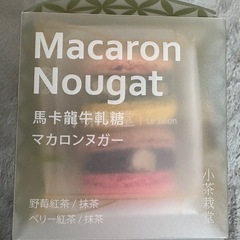 Macaron
Nougat
馬卡龍牛軋糖
マカロンヌガー
小茶栽堂
野莓紅茶 / 抹茶
ベリー紅茶 / 抹茶